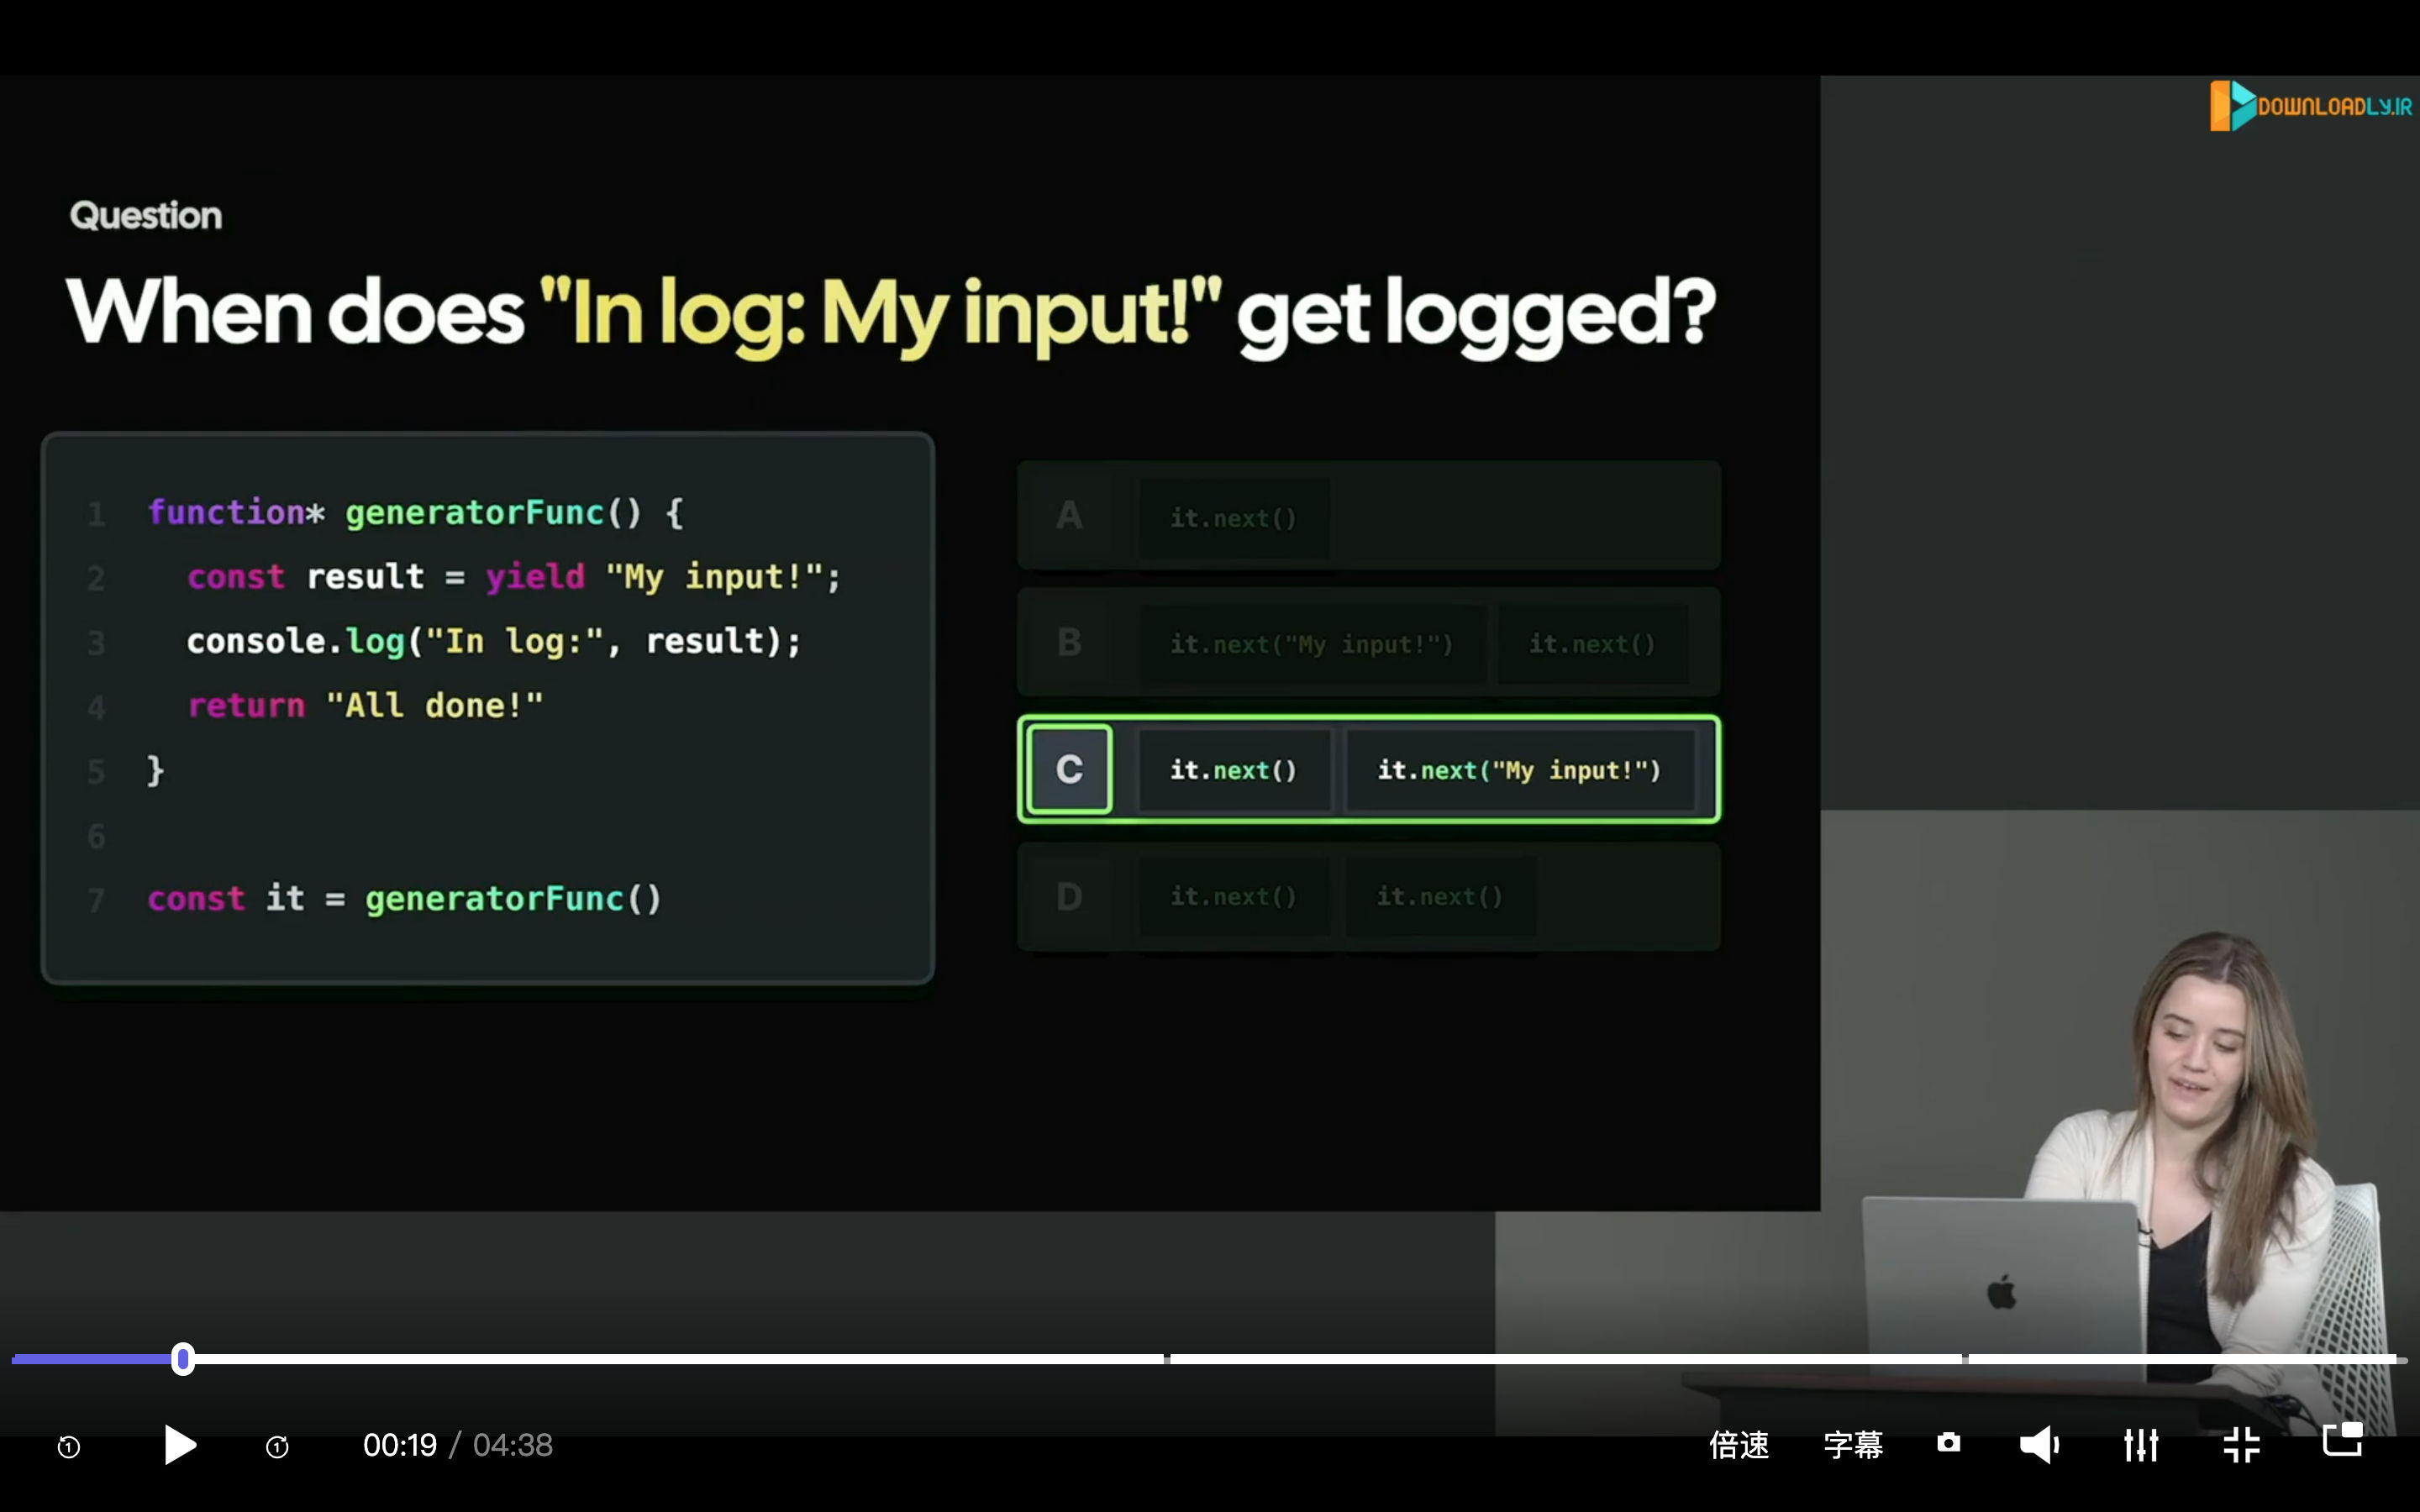 DOWNLOADLY.IR
Question
When does "In log: My input!" get logged?
1 function* generatorFunc() {
2 const result = yield "My input!";
3 console.log("In log:", result);
4 return "All done!"
5 }
6
7 const it = generatorFunc()
A it.next()
B it.next("My input!") it.next()
C it.next() it.next("My input!")
D it.next() it.next()
1 1 00:19 / 04:38 倍速 字幕